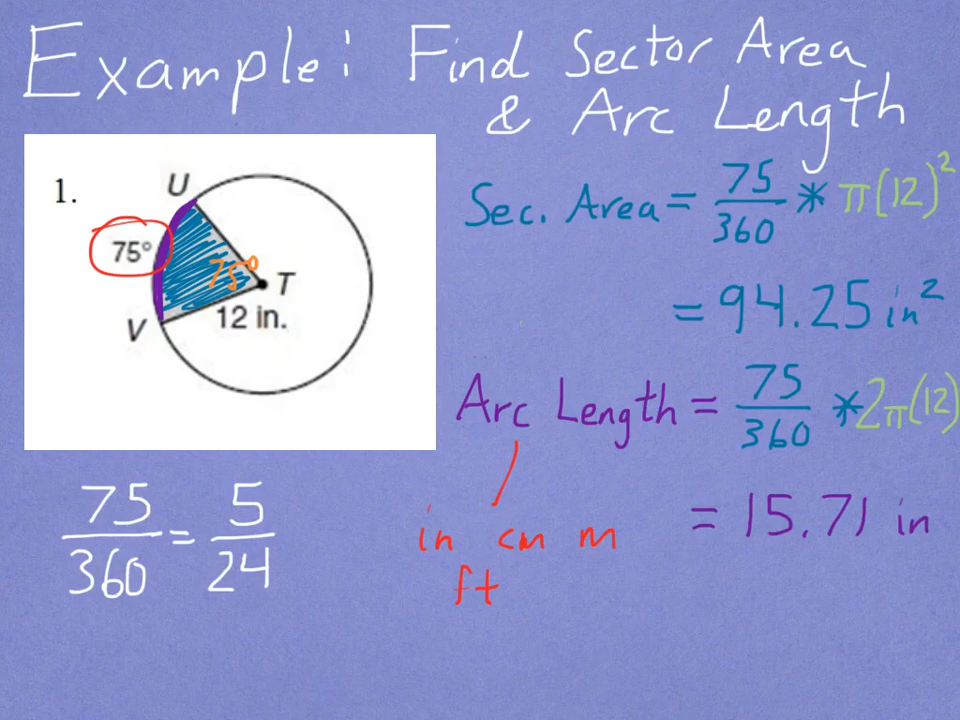 Example: Find Sector Area
& Arc Length
1.
U
75°
75°
T
12 in.
V
Sec. Area = 75/360 * π(12)²
= 94.25 in²
Arc Length = 75/360 * 2π(12)
= 15.71 in
in cm m
ft
75/360 = 5/24